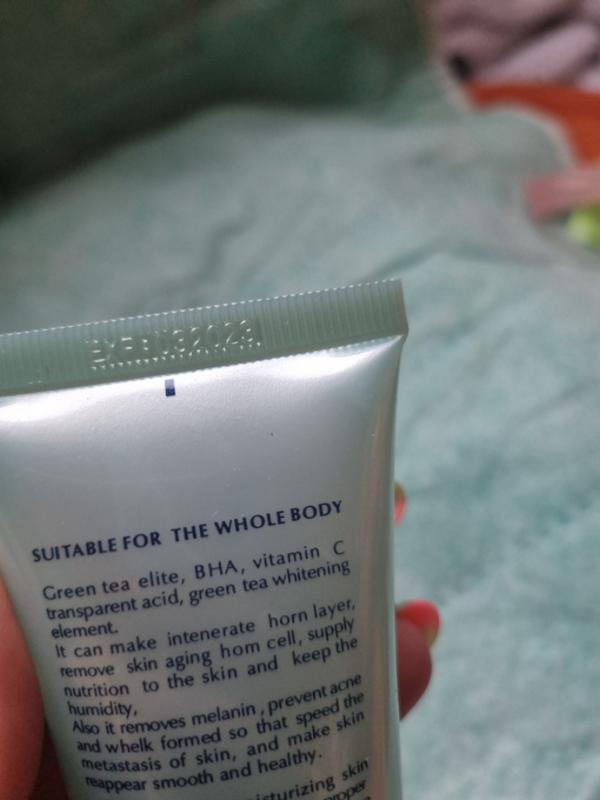 EXP:032023
SUITABLE FOR THE WHOLE BODY
Green tea elite, BHA, vitamin C
transparent acid, green tea whitening
element.
It can make intenerate horn layer,
remove skin aging horn cell, supply
nutrition to the skin and keep the
humidity,
Also it removes melanin, prevent acne
and whelk formed so that speed the
metastasis of skin, and make skin
reappear smooth and healthy.
skin
proper